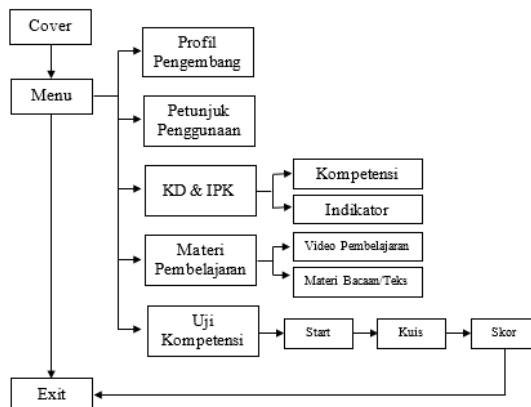 Cover
Menu
Profil
Pengembang
Petunjuk
Penggunaan
KD & IPK
Kompetensi
Indikator
Materi
Pembelajaran
Video Pembelajaran
Materi Bacaan/Teks
Uji
Kompetensi
Start
Kuis
Skor
Exit